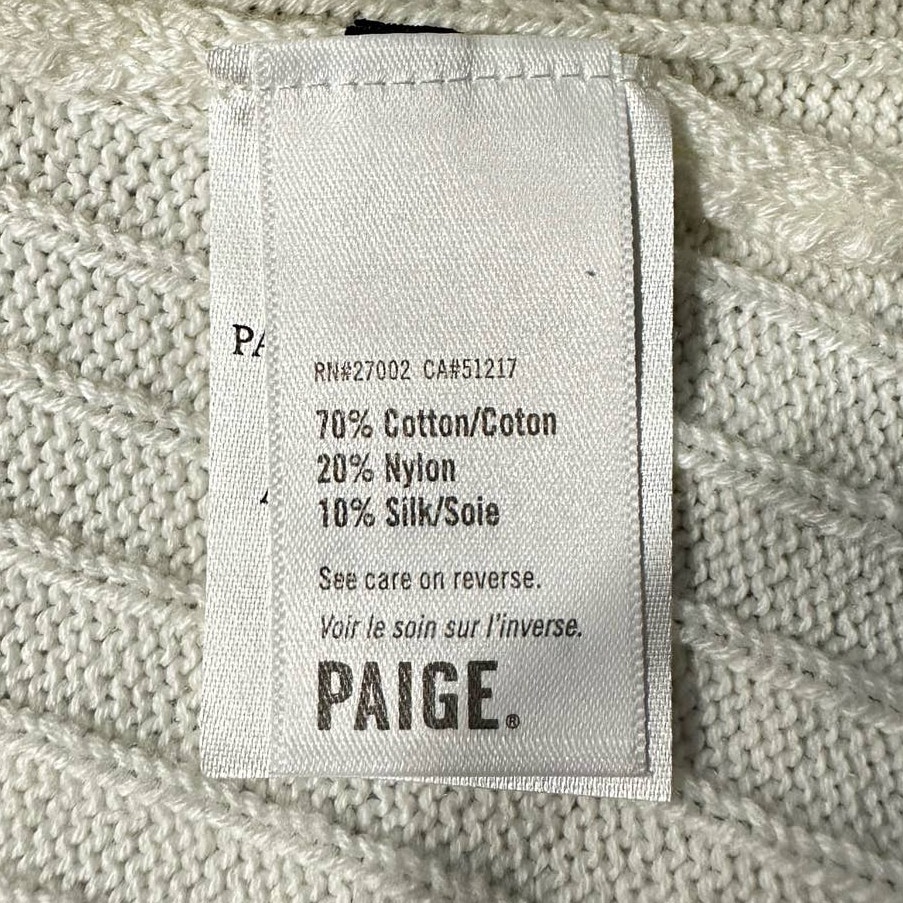 RN#27002 CA#51217
70% Cotton/Coton
20% Nylon
10% Silk/Soie
See care on reverse.
Voir le soin sur l'inverse.
PAIGE®